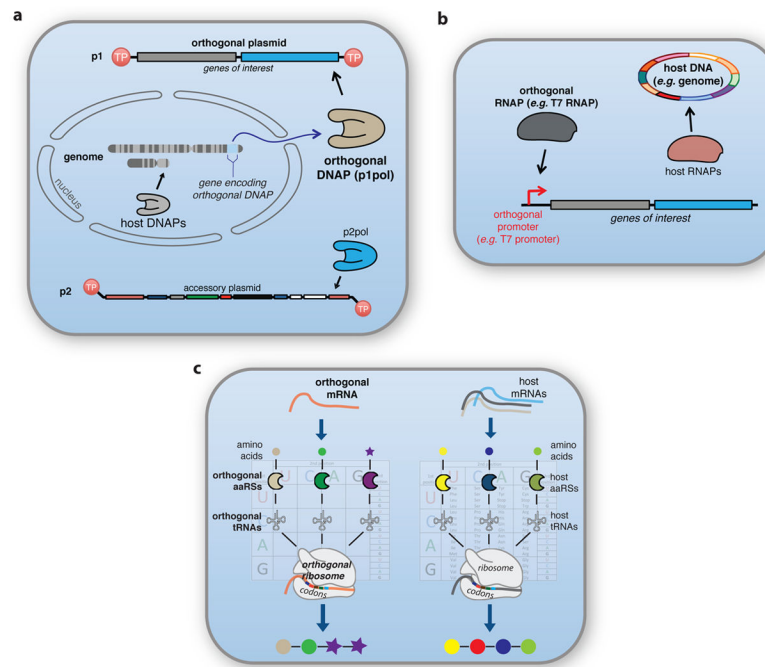 a
orthogonal plasmid
p1
TP
TP
genes of interest
genome
nucleus
gene encoding
orthogonal DNAP
host DNAPs
orthogonal
DNAP (p1pol)
p2pol
p2
TP
accessory plasmid
TP
b
orthogonal
RNAP (e.g. T7 RNAP)
host DNA
(e.g. genome)
host RNAPs
orthogonal
promoter
(e.g. T7 promoter)
genes of interest
c
orthogonal
mRNA
host
mRNAs
amino
acids
amino
acids
orthogonal
aaRSs
host
aaRSs
orthogonal
tRNAs
host
tRNAs
U C A G
U C A G
U
C
A
G
U
C
A
G
orthogonal
ribosome
codons
ribosome
codons